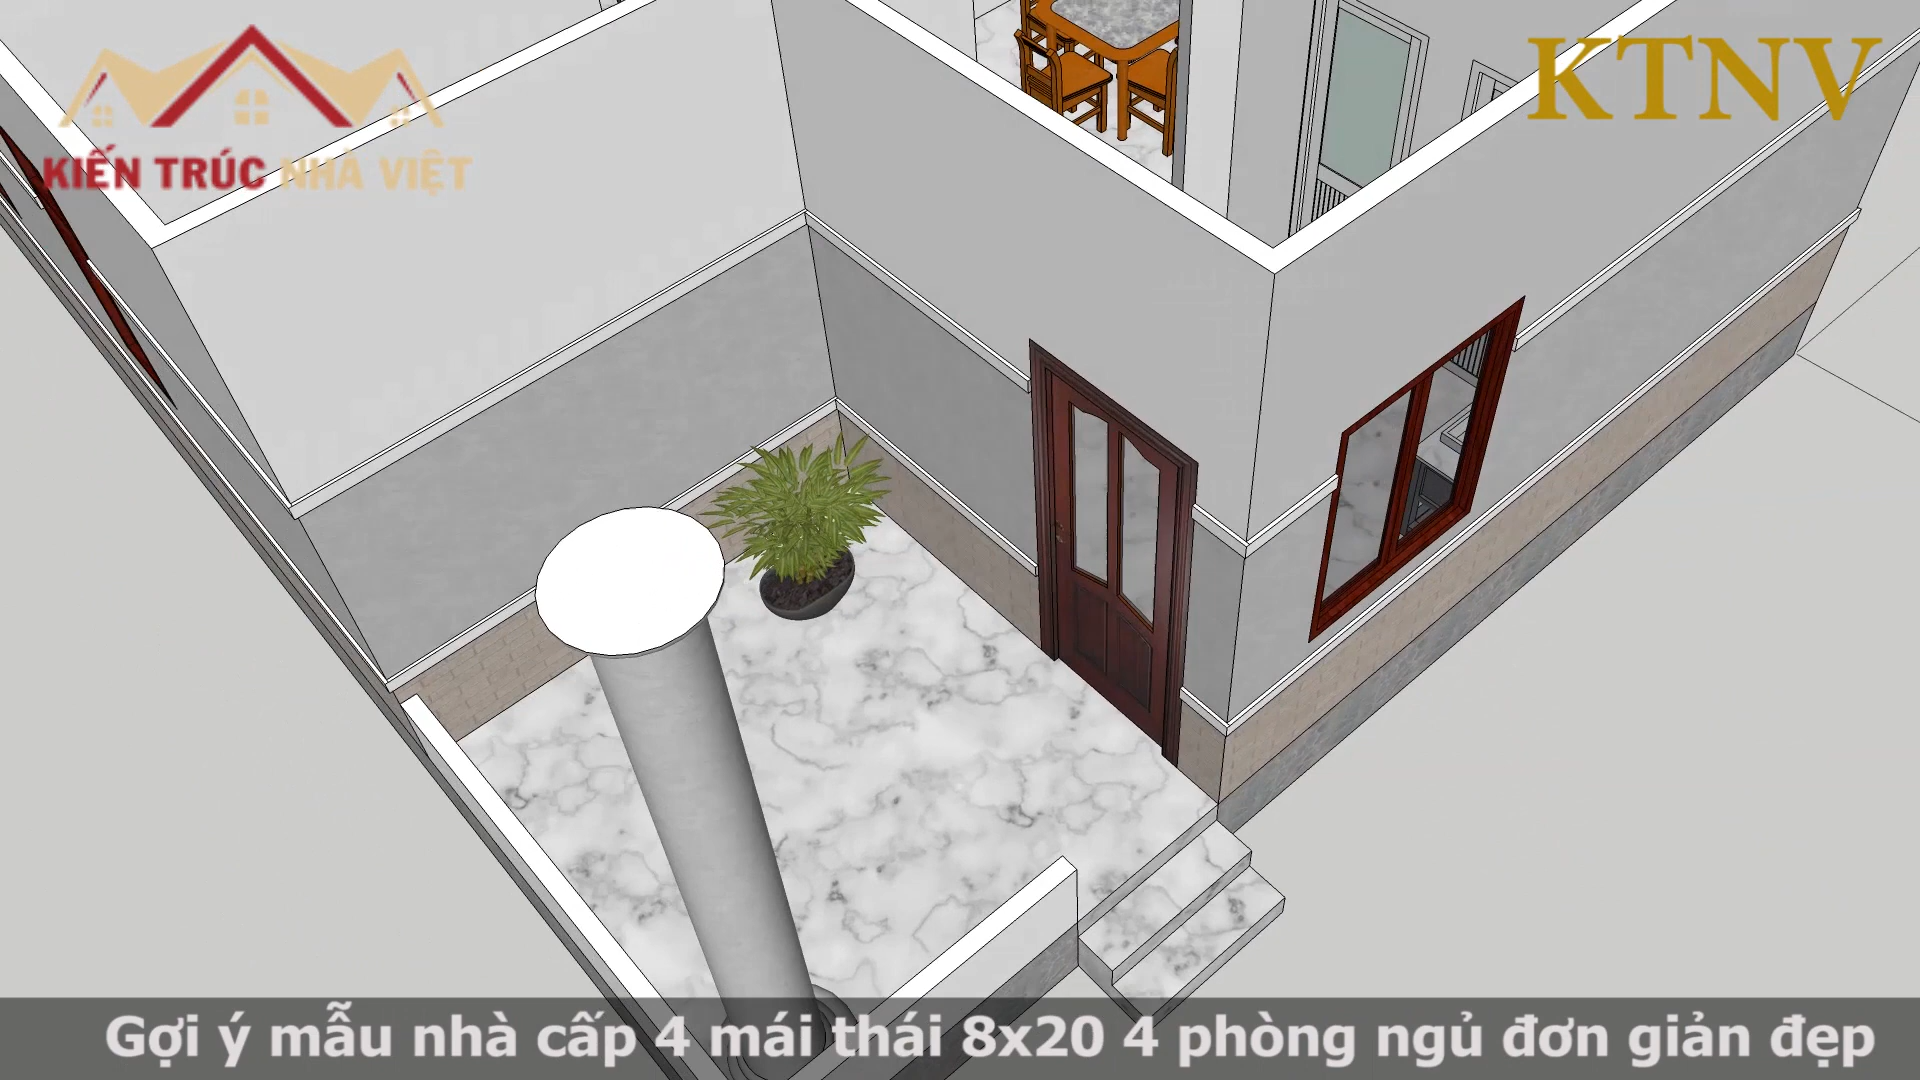 KTNV
KIẾN TRÚC NHÀ VIỆT
Gợi ý mẫu nhà cấp 4 mái thái 8x20 4 phòng ngủ đơn giản đẹp